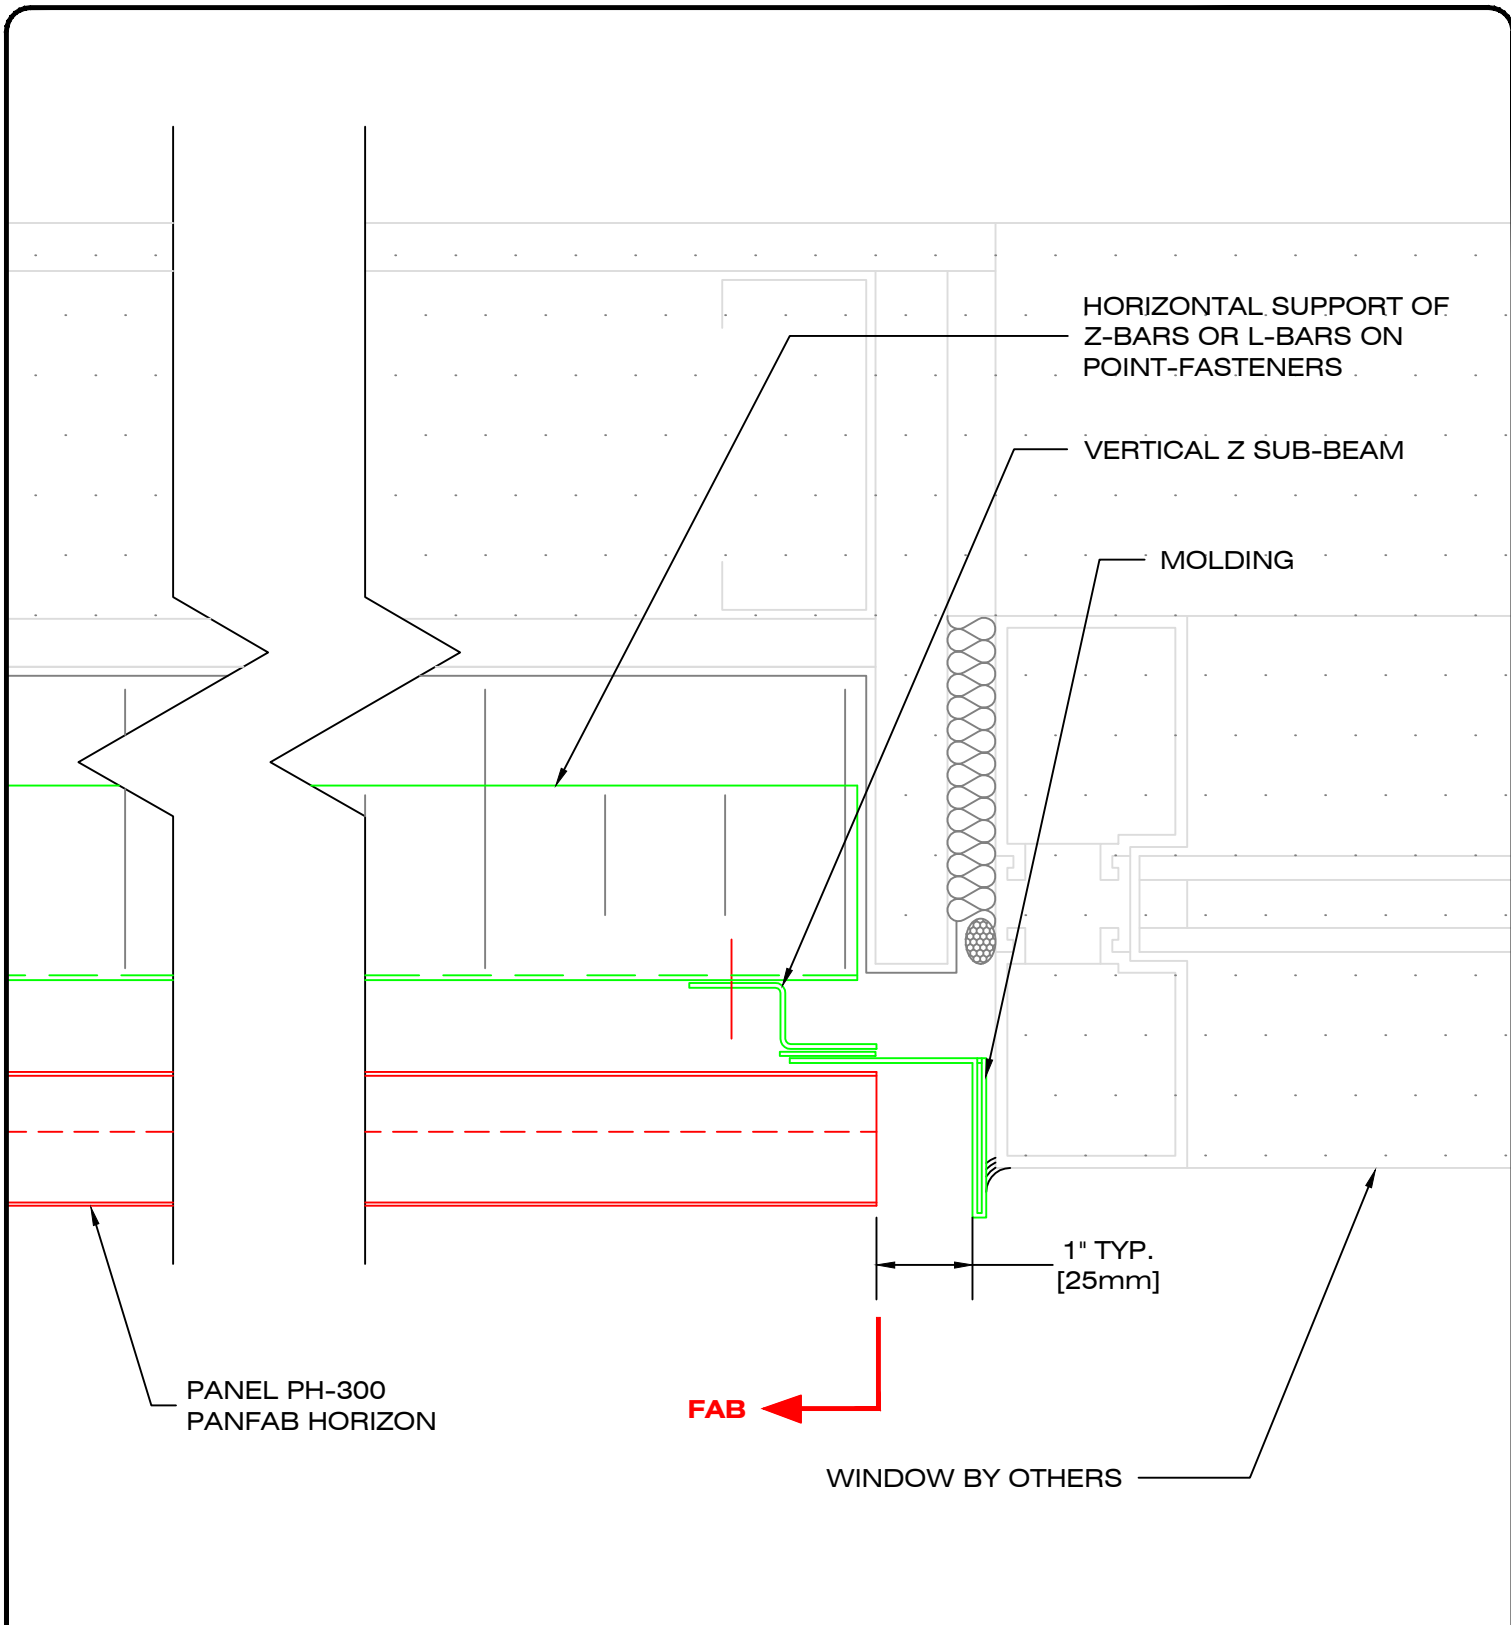 HORIZONTAL SUPPORT OF
Z-BARS OR L-BARS ON
POINT-FASTENERS
VERTICAL Z SUB-BEAM
MOLDING
1" TYP.
[25mm]
PANEL PH-300
PANFAB HORIZON
FAB
WINDOW BY OTHERS